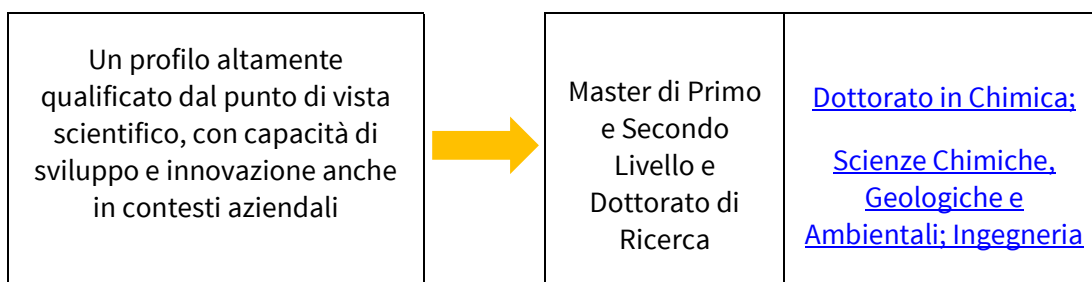 Un profilo altamente
qualificato dal punto di vista
scientifico, con capacità di
sviluppo e innovazione anche
in contesti aziendali
Master di Primo
e Secondo
Livello e
Dottorato di
Ricerca
Dottorato in Chimica;
Scienze Chimiche,
Geologiche e
Ambientali; Ingegneria